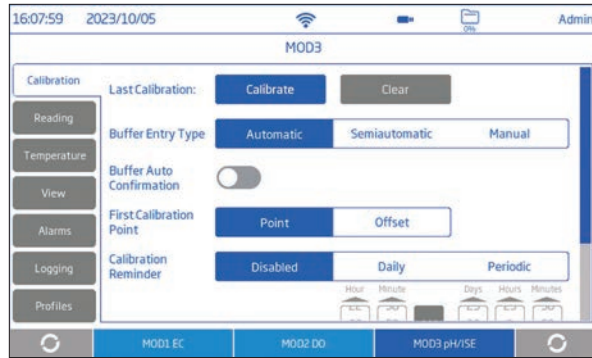 16:07:59 2023/10/05 0% Admin
MOD3
Calibration
Reading
Temperature
View
Alarms
Logging
Profiles
Last Calibration: Calibrate Clear
Buffer Entry Type Automatic Semiautomatic Manual
Buffer Auto
Confirmation
First Calibration
Point Point Offset
Calibration
Reminder Disabled Daily Periodic
Hour Minute Days Hours Minutes
MOD1 EC MOD2 DO MOD3 pH/ISE